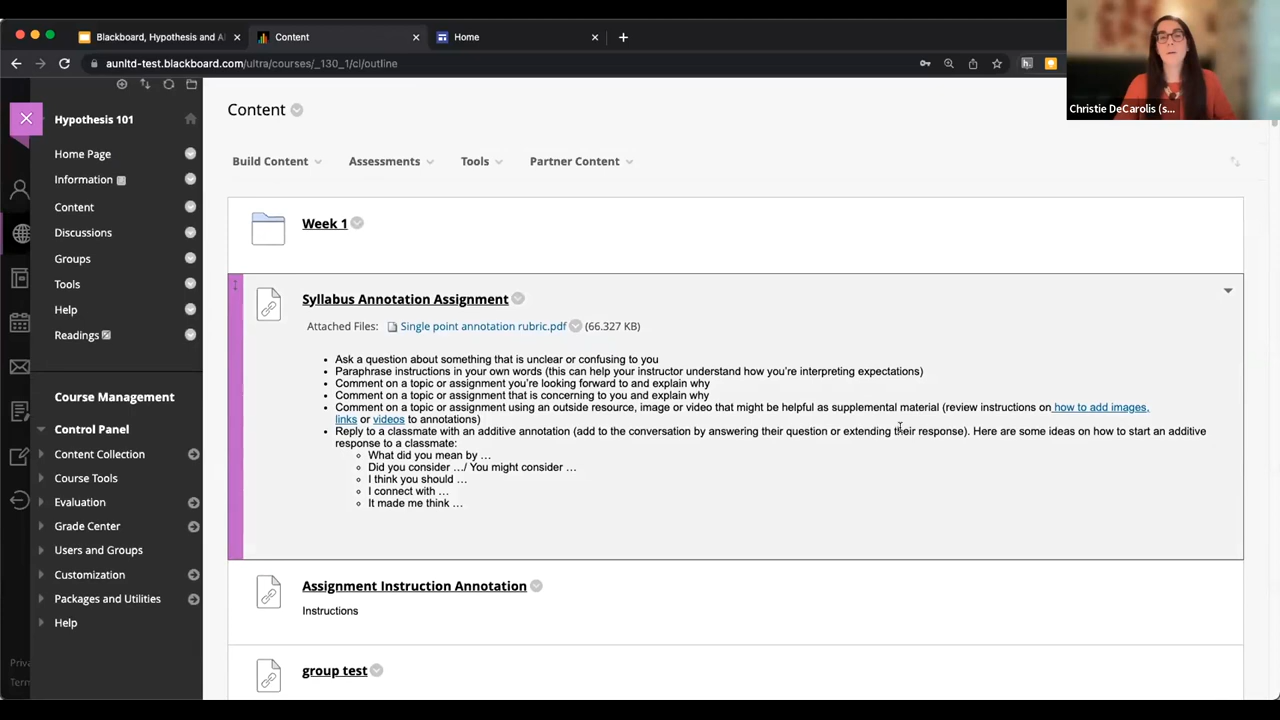 Blackboard, Hypothesis and A
Content
Home
aunltd-test.blackboard.com/ultra/courses/_130_1/cl/outline
Christie DeCarolis (s...
Hypothesis 101
Home Page
Information
Content
Discussions
Groups
Tools
Help
Readings
Course Management
Control Panel
Content Collection
Course Tools
Evaluation
Grade Center
Users and Groups
Customization
Packages and Utilities
Help
Priva
Term
Content
Build Content
Assessments
Tools
Partner Content
Week 1
Syllabus Annotation Assignment
Attached Files: Single point annotation rubric.pdf (66.327 KB)
Ask a question about something that is unclear or confusing to you
Paraphrase instructions in your own words (this can help your instructor understand how you're interpreting expectations)
Comment on a topic or assignment you're looking forward to and explain why
Comment on a topic or assignment that is concerning to you and explain why
Comment on a topic or assignment using an outside resource, image or video that might be helpful as supplemental material (review instructions on how to add images,
links or videos to annotations)
Reply to a classmate with an additive annotation (add to the conversation by answering their question or extending their response). Here are some ideas on how to start an additive
response to a classmate:
What did you mean by ...
Did you consider .../ You might consider ...
I think you should ...
I connect with ...
It made me think ...
Assignment Instruction Annotation
Instructions
group test